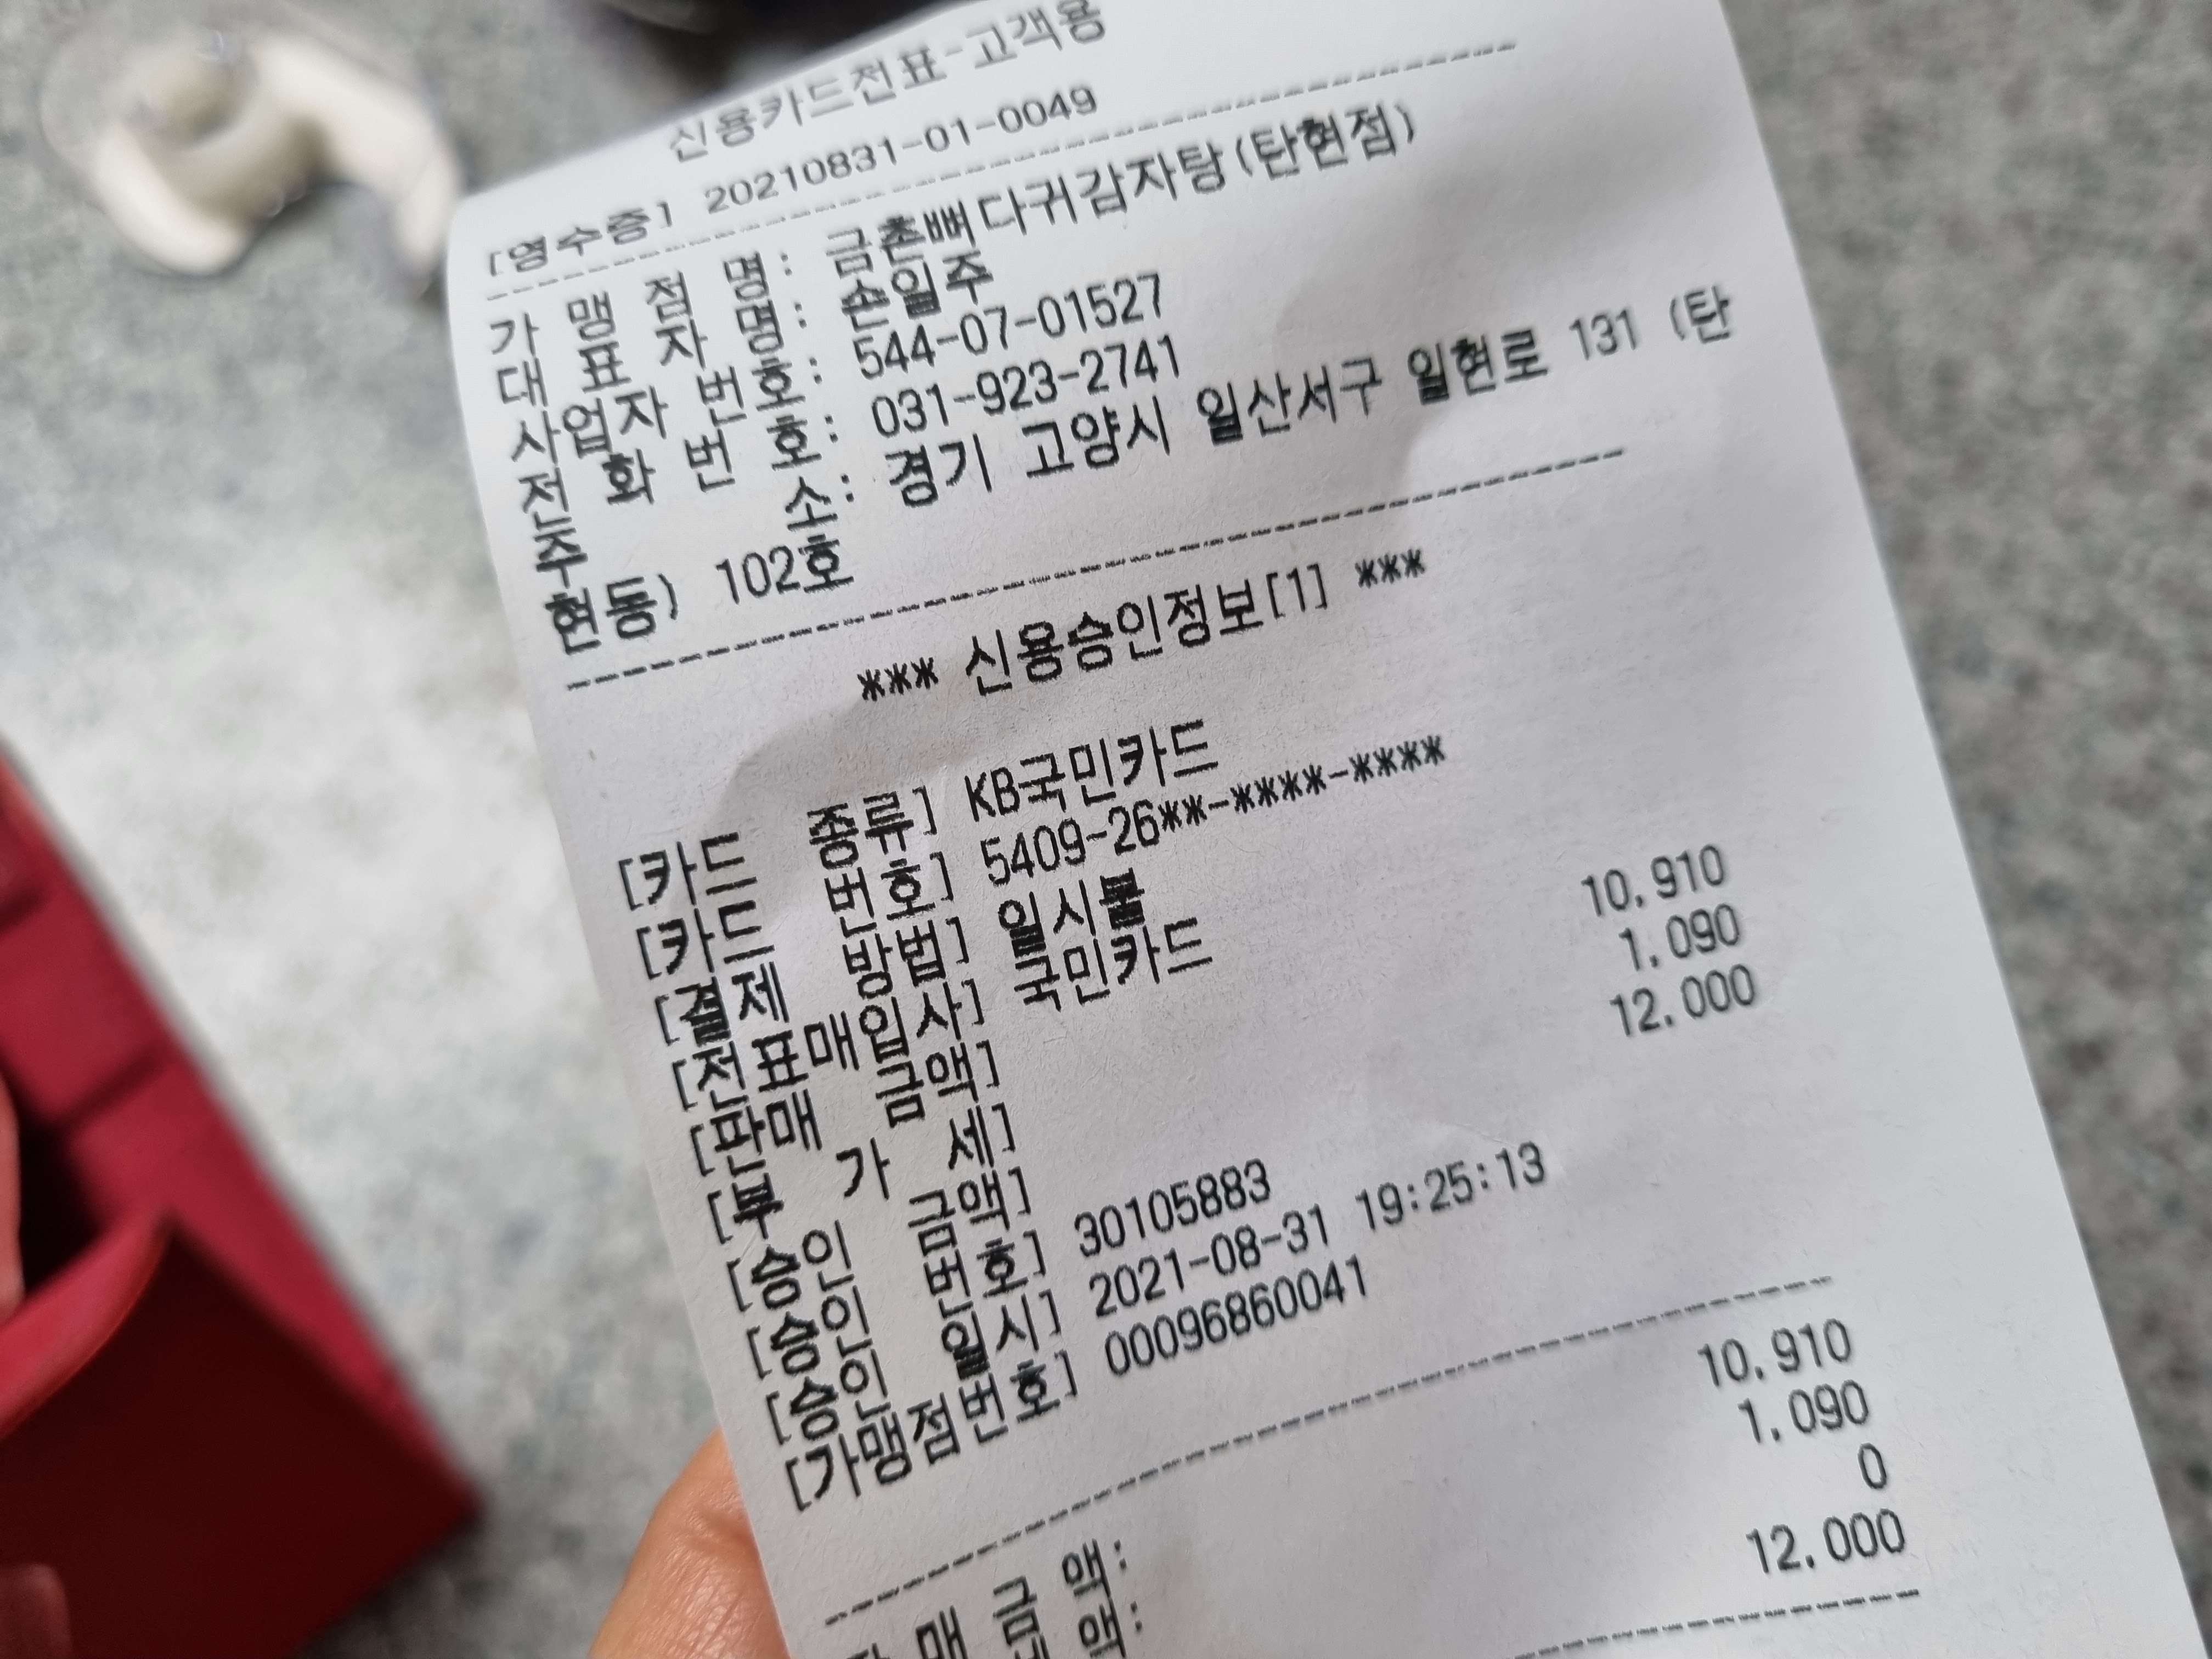 신용카드전표-고객용
[영수증] 20210831-01-0049
가 맹 점 명: 금촌뼈다귀감자탕(탄현점)
대 표 자 명: 손일주
사업자 번호: 544-07-01527
전 화 번 호: 031-923-2741
주 소: 경기 고양시 일산서구 일현로 131 (탄
현동) 102호
*** 신용승인정보[1] ***
[카드 종류] KB국민카드
[카드 번호] 5409-26**-****-****
[결제 방법] 일시불
[전표매입사] 국민카드
[판매 금액] 10,910
[부 가 세] 1,090
[승인 금액] 12,000
[승인 번호] 30105883
[승인 일시] 2021-08-31 19:25:13
[가맹점번호] 00096860041
매 금 액: 10,910
액: 1,090
0
12,000